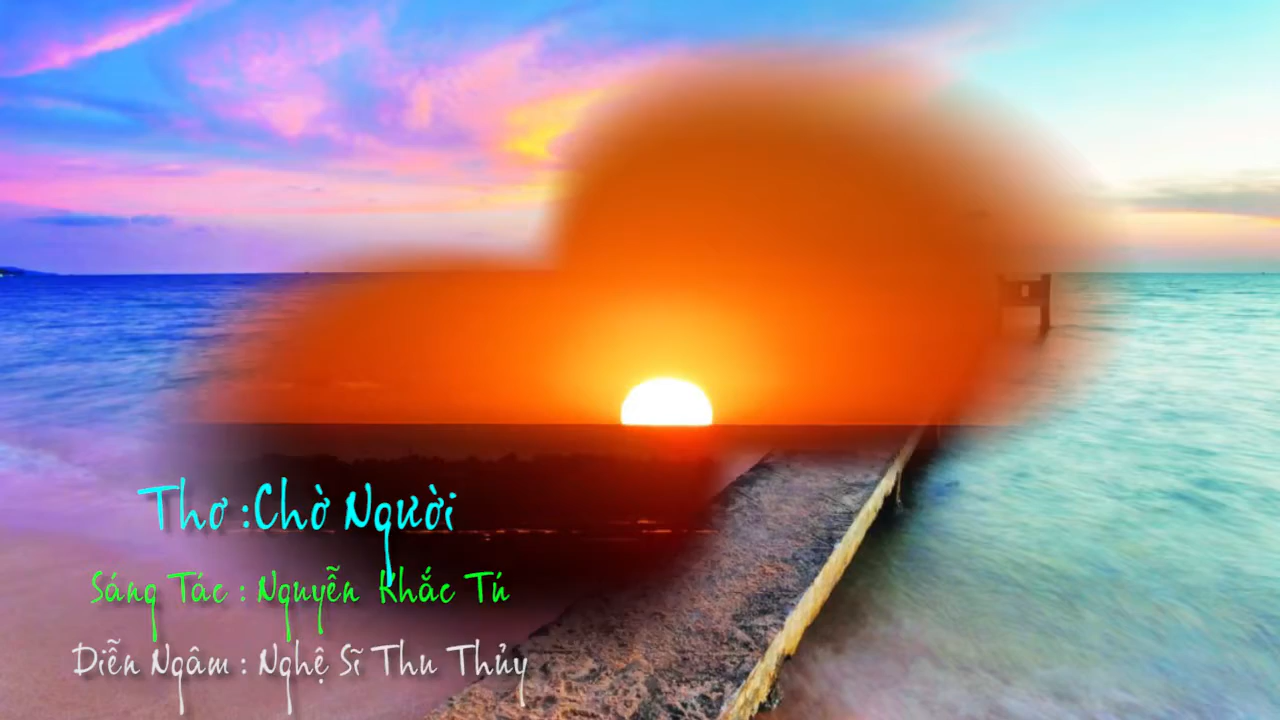 Thơ :Chờ Người
Sáng Tác : Nguyễn Khắc Tú
Diễn Ngâm : Nghệ Sĩ Thu Thủy